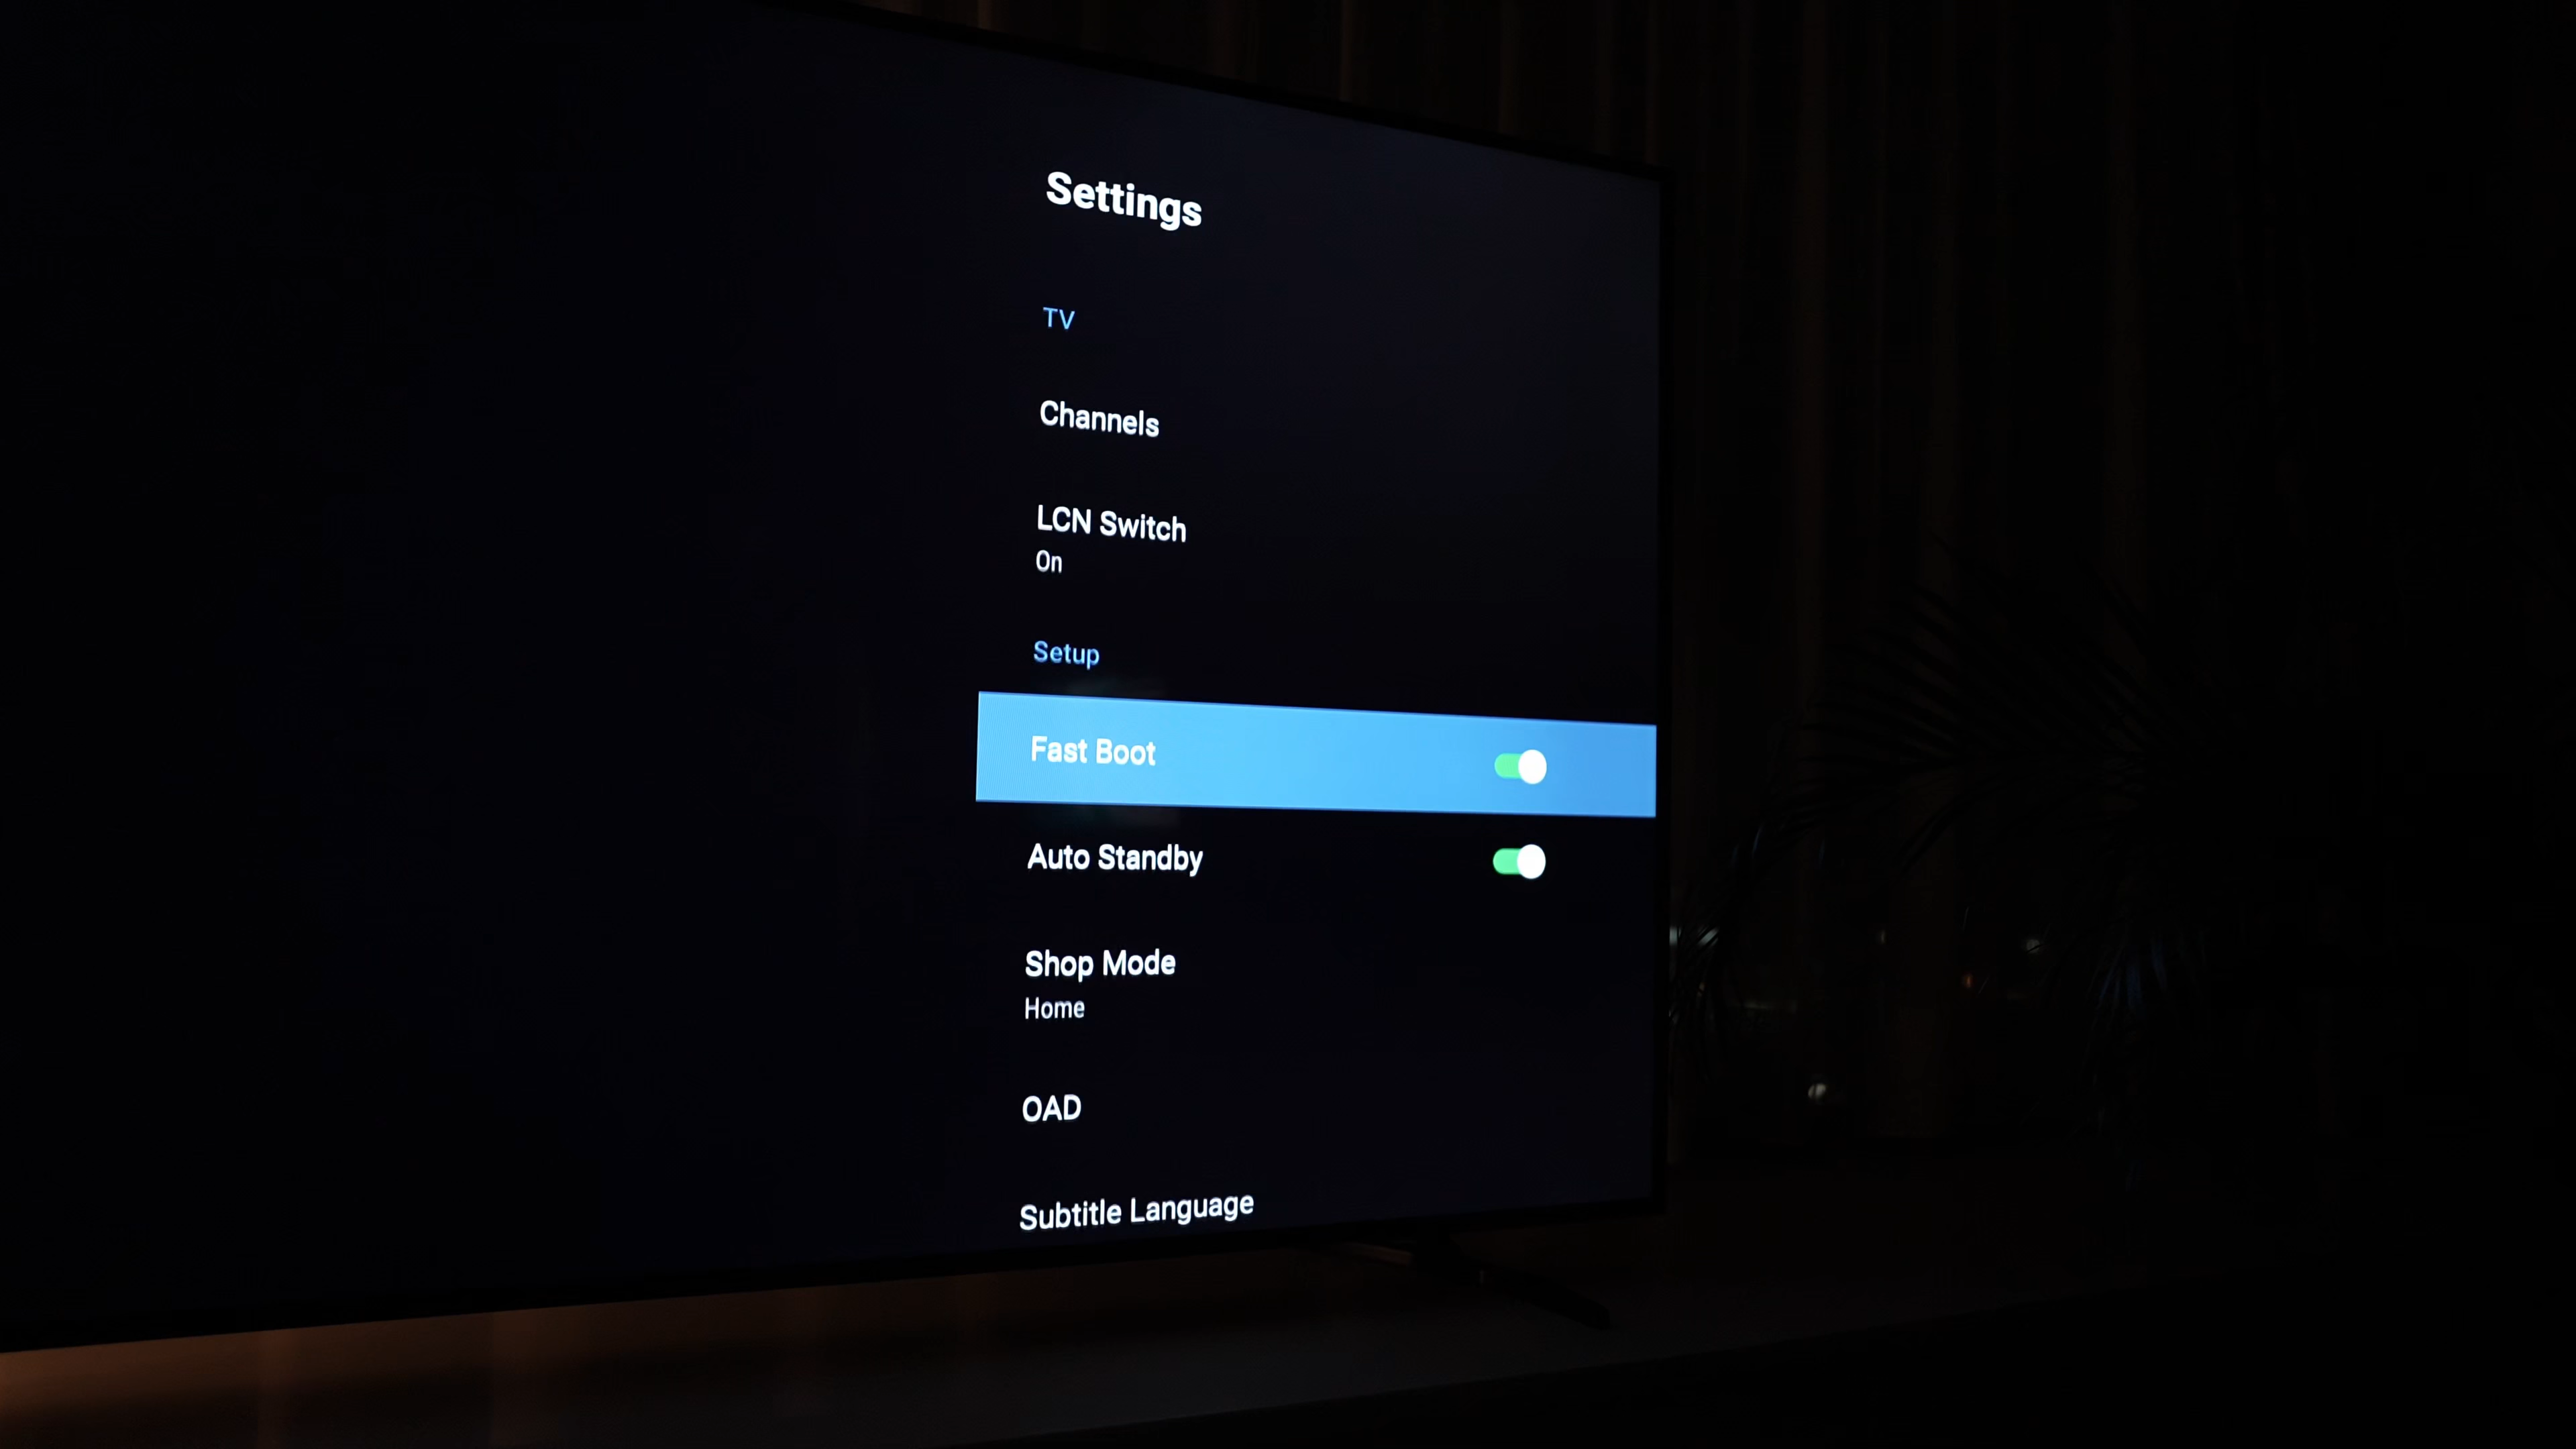 Settings
TV
Channels
LCN Switch
On
Setup
Fast Boot
Auto Standby
Shop Mode
Home
OAD
Subtitle Language